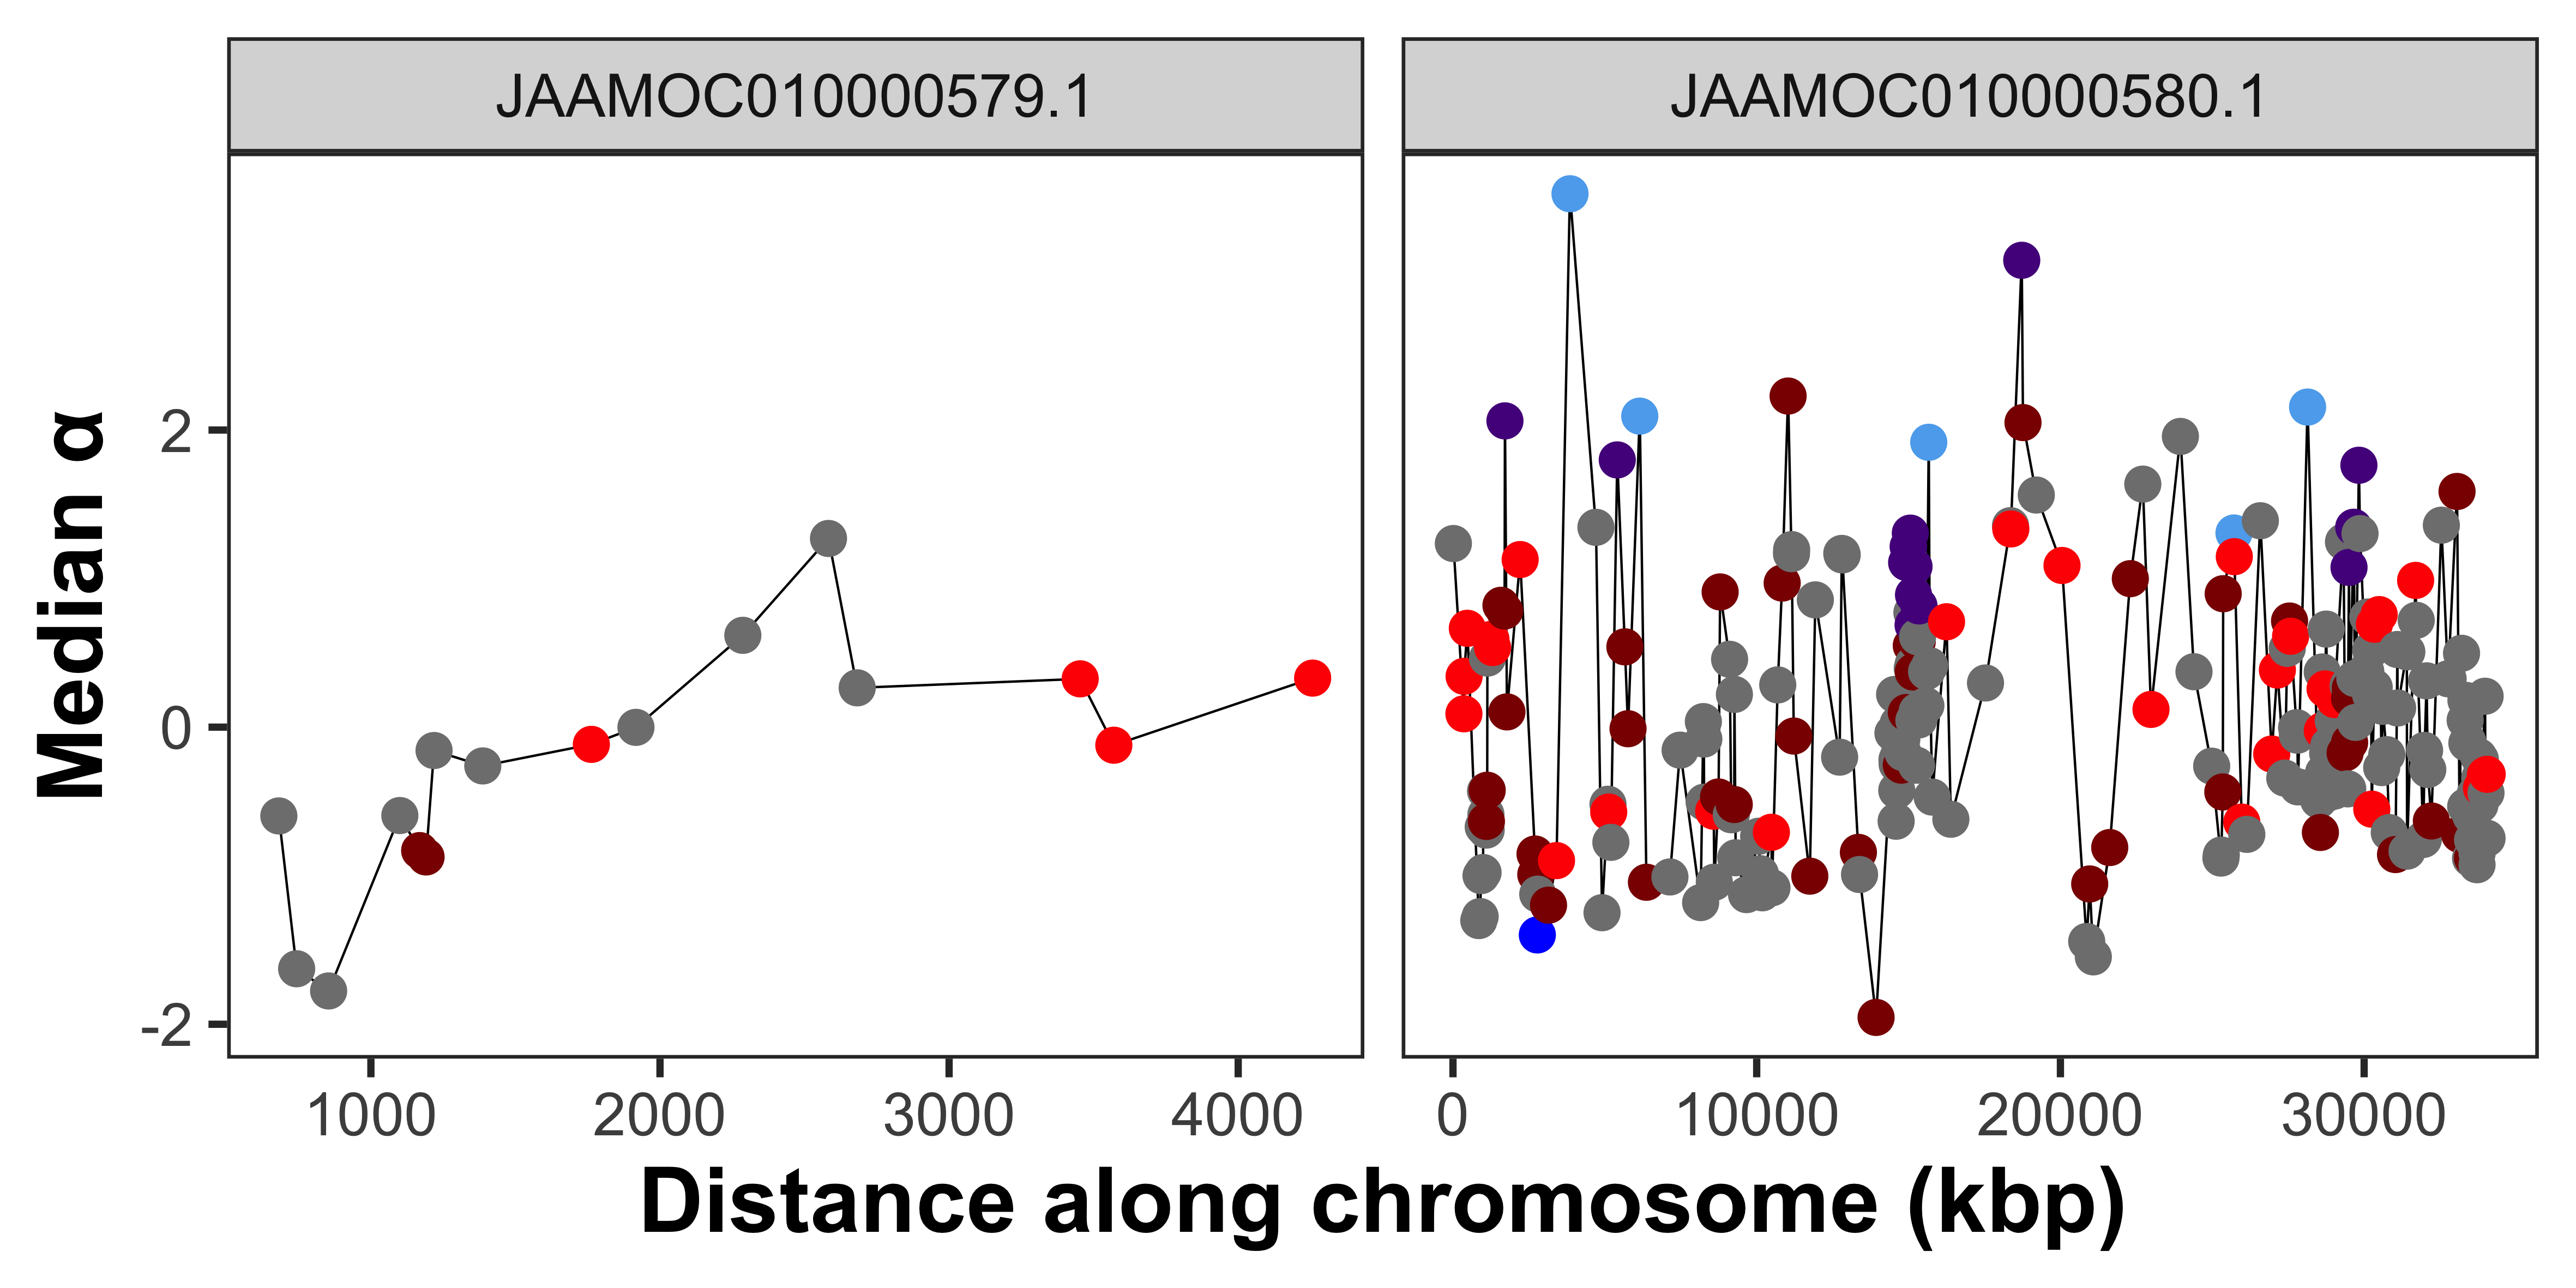 JAAMOC010000579.1 JAAMOC010000580.1
Median α
2
0
-2
1000 2000 3000 4000 0 10000 20000 30000
Distance along chromosome (kbp)